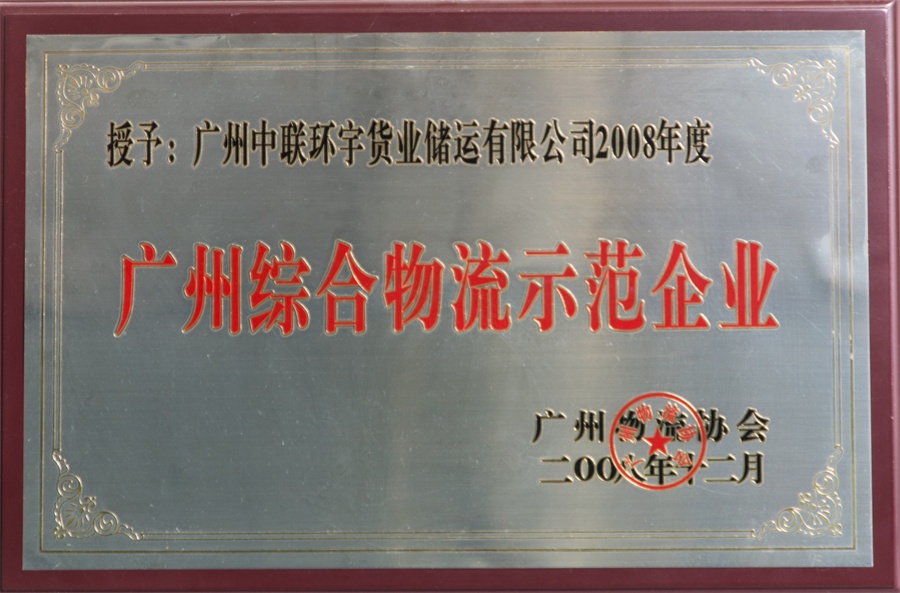 授予：广州中联环宇货业储运有限公司2008年度
广州综合物流示范企业
广州物流协会
二OO八年十二月